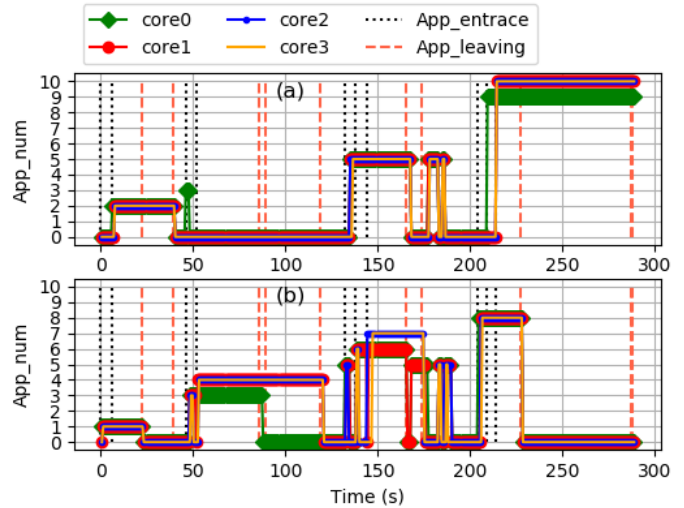 core0 core2 App_entrace
core1 core3 App_leaving
(a)
App_num
10
9
8
7
6
5
4
3
2
1
0
0 50 100 150 200 250 300
(b)
App_num
10
9
8
7
6
5
4
3
2
1
0
0 50 100 150 200 250 300
Time (s)